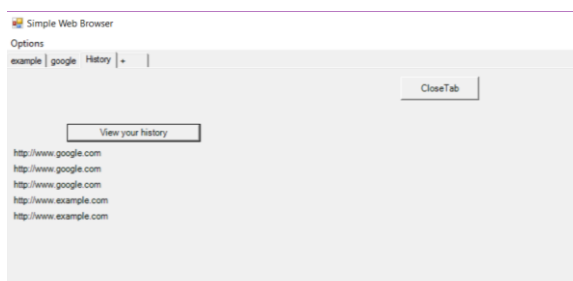 Simple Web Browser
Options
example google History +
CloseTab
View your history
http://www.google.com
http://www.google.com
http://www.google.com
http://www.example.com
http://www.example.com